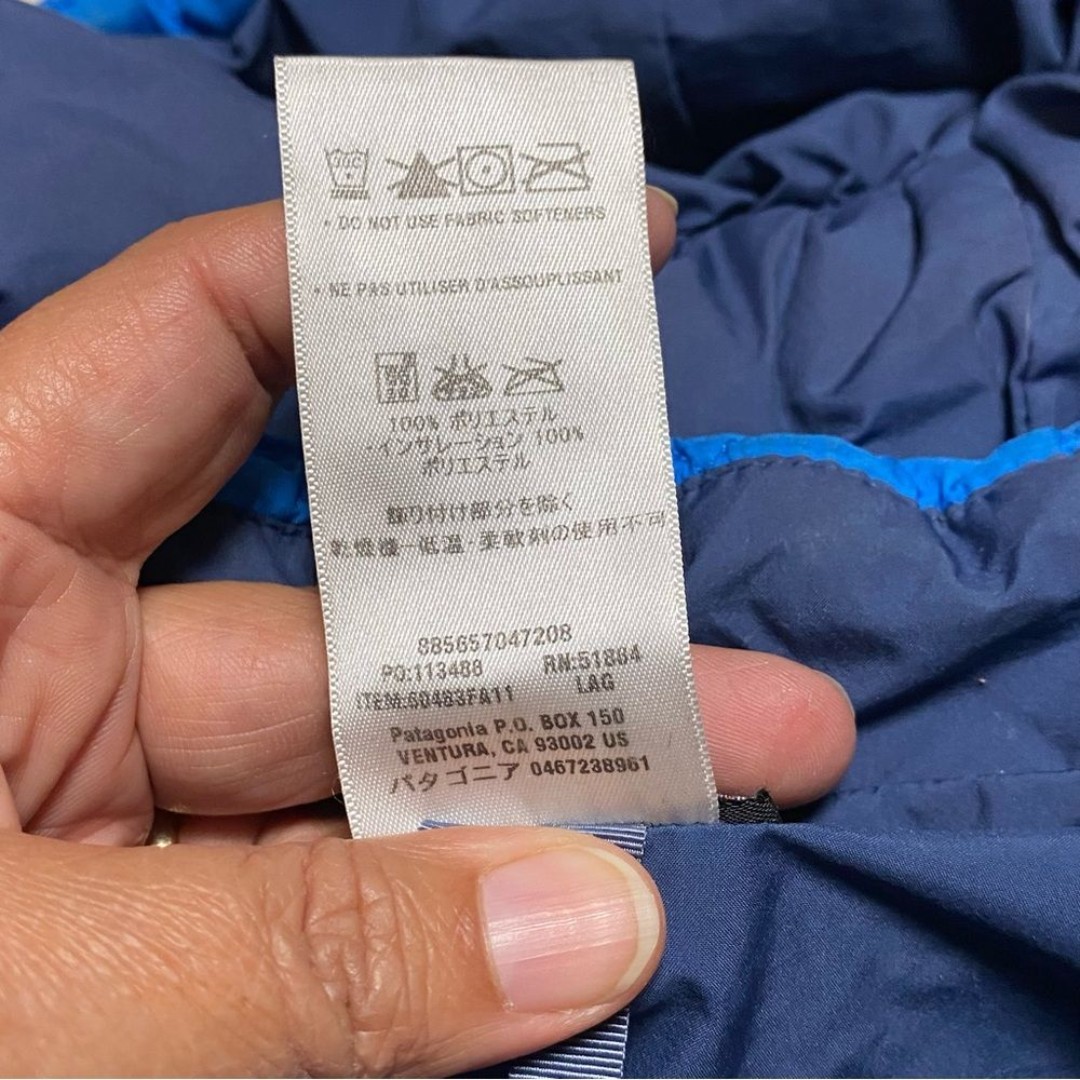 • DO NOT USE FABRIC SOFTENERS
• NE PAS UTILISER D'ASSOUPLISSANT
100% ポリエステル
インサレーション 100%
ポリエステル
飾り付け部分を除く
乾燥機-低温・柔軟剤の使用不可
885657047208
PO:113488 RN:51884
ITEM:60483FA11 LAG
Patagonia P.O. BOX 150
VENTURA, CA 93002 US
パタゴニア 0467238961